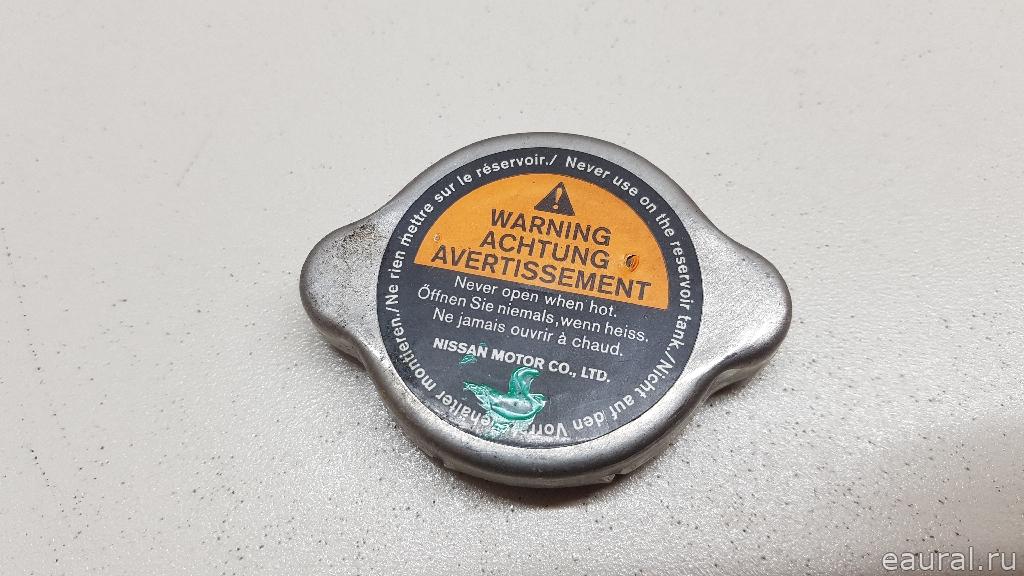 WARNING
ACHTUNG
AVERTISSEMENT
Never open when hot.
Öffnen Sie niemals, wenn heiss.
Ne jamais ouvrir à chaud.
NISSAN MOTOR CO., LTD.
Never use on the reservoir tank./Nicht auf den montieren./Ne rien mettre sur le réservoir./
eaural.ru